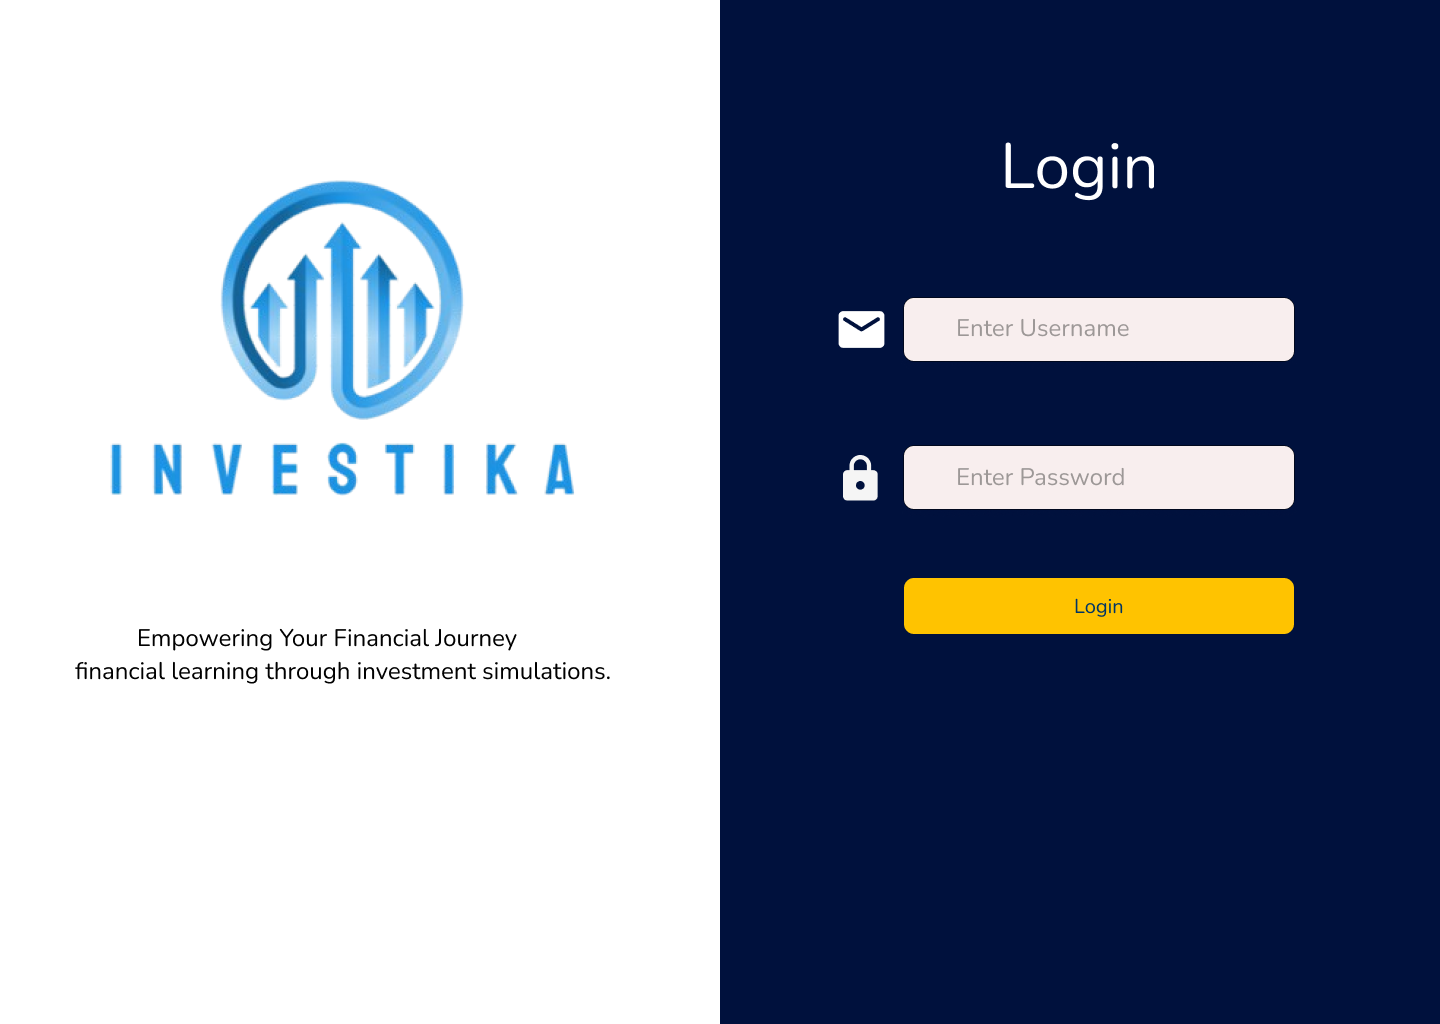 INVESTIKA
Empowering Your Financial Journey
financial learning through investment simulations.
Login
Enter Username
Enter Password
Login